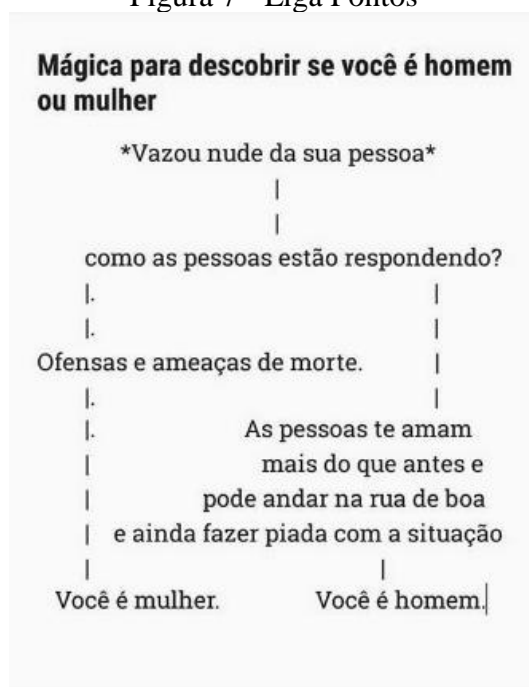 Figura 7 - Liga Pontos
Mágica para descobrir se você é homem
ou mulher
*Vazou nude da sua pessoa*
|
|
como as pessoas estão respondendo?
|. |
|. |
Ofensas e ameaças de morte. |
|. |
|. As pessoas te amam
| mais do que antes e
| pode andar na rua de boa
| e ainda fazer piada com a situação
| |
Você é mulher. Você é homem.